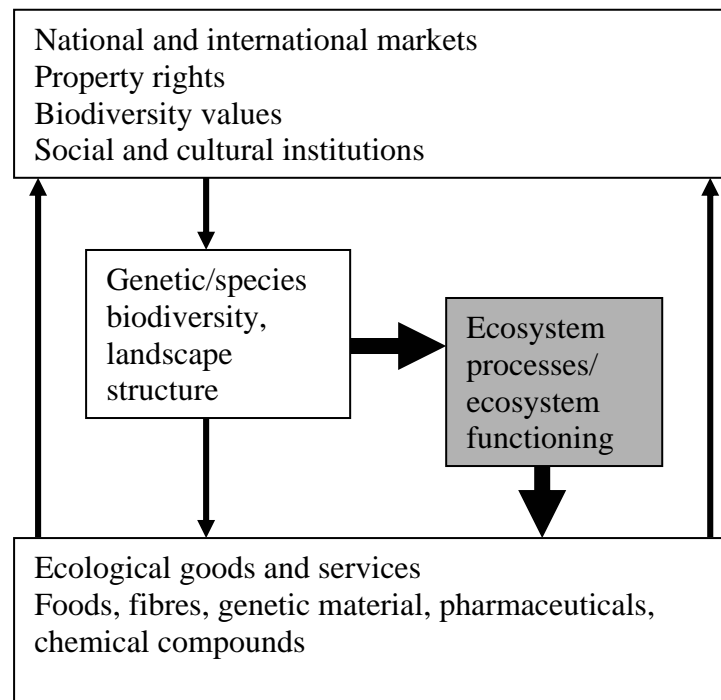 National and international markets
Property rights
Biodiversity values
Social and cultural institutions
Genetic/species
biodiversity,
landscape
structure
Ecosystem
processes/
ecosystem
functioning
Ecological goods and services
Foods, fibres, genetic material, pharmaceuticals,
chemical compounds